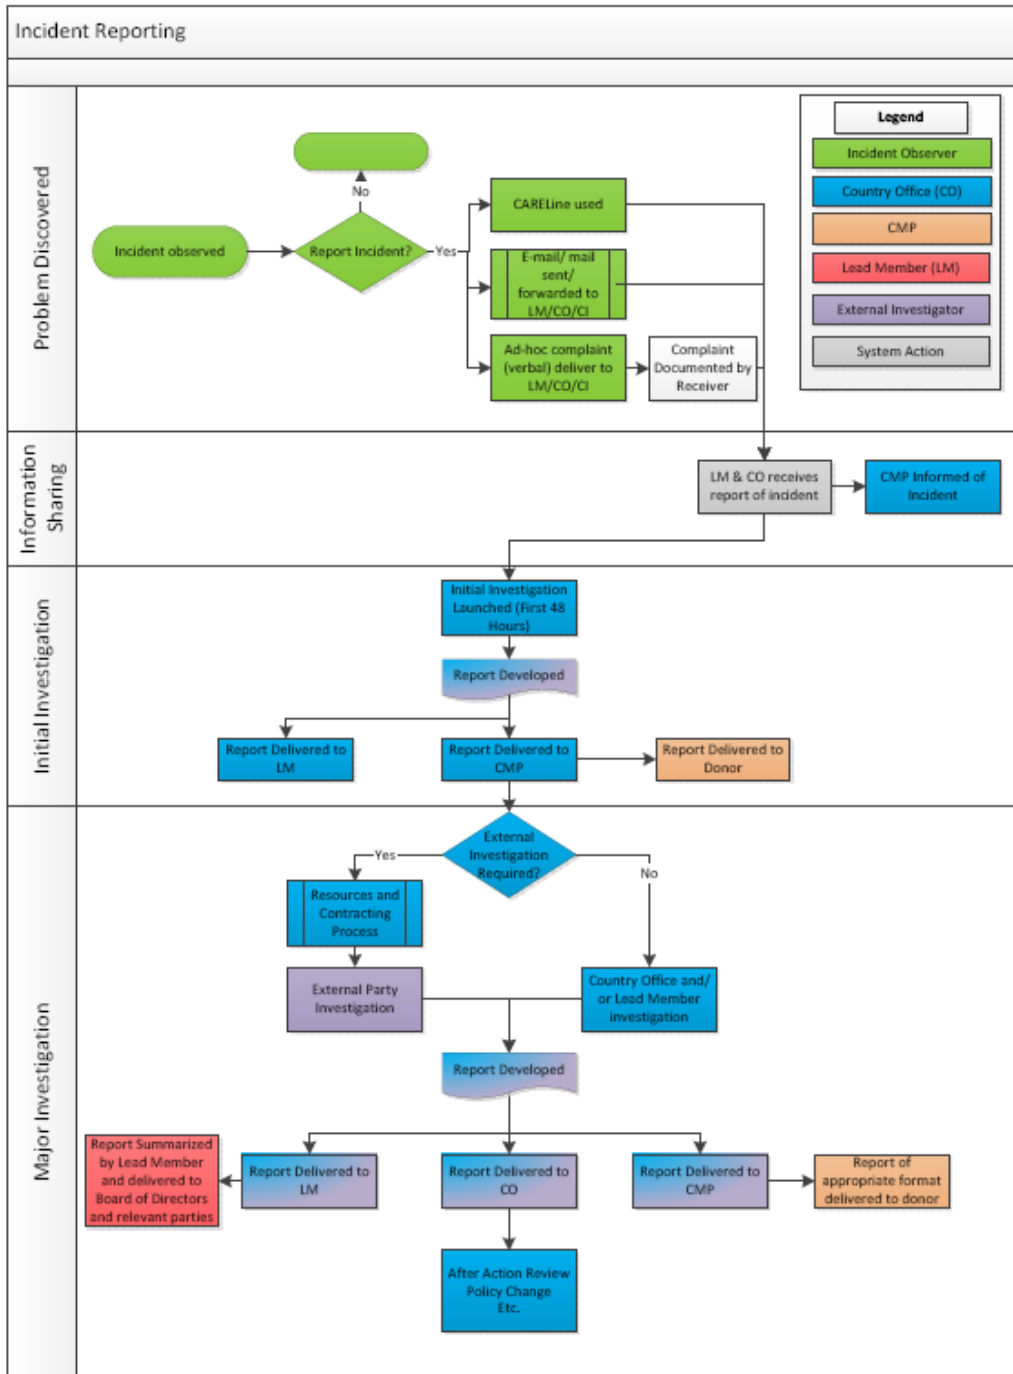 Incident Reporting
Problem Discovered
Legend
Incident Observer
Country Office (CO)
CMP
Lead Member (LM)
External Investigator
System Action
No
Incident observed
Report Incident?
Yes
CARELine used
E-mail/ mail
sent/
forwarded to
LM/CO/CI
Ad-hoc complaint
(verbal) deliver to
LM/CO/CI
Complaint
Documented by
Receiver
Information
Sharing
LM & CO receives
report of incident
CMP Informed of
Incident
Initial Investigation
Initial Investigation
Launched (First 48
Hours)
Report Developed
Report Delivered to
LM
Report Delivered to
CMP
Report Delivered to
Donor
Major Investigation
External
Investigation
Required?
Yes
No
Resources and
Contracting
Process
External Party
Investigation
Country Office and/
or Lead Member
investigation
Report Developed
Report Summarized
by Lead Member
and delivered to
Board of Directors
and relevant parties
Report Delivered to
LM
Report Delivered to
CO
Report Delivered to
CMP
Report of
appropriate format
delivered to donor
After Action Review
Policy Change
Etc.